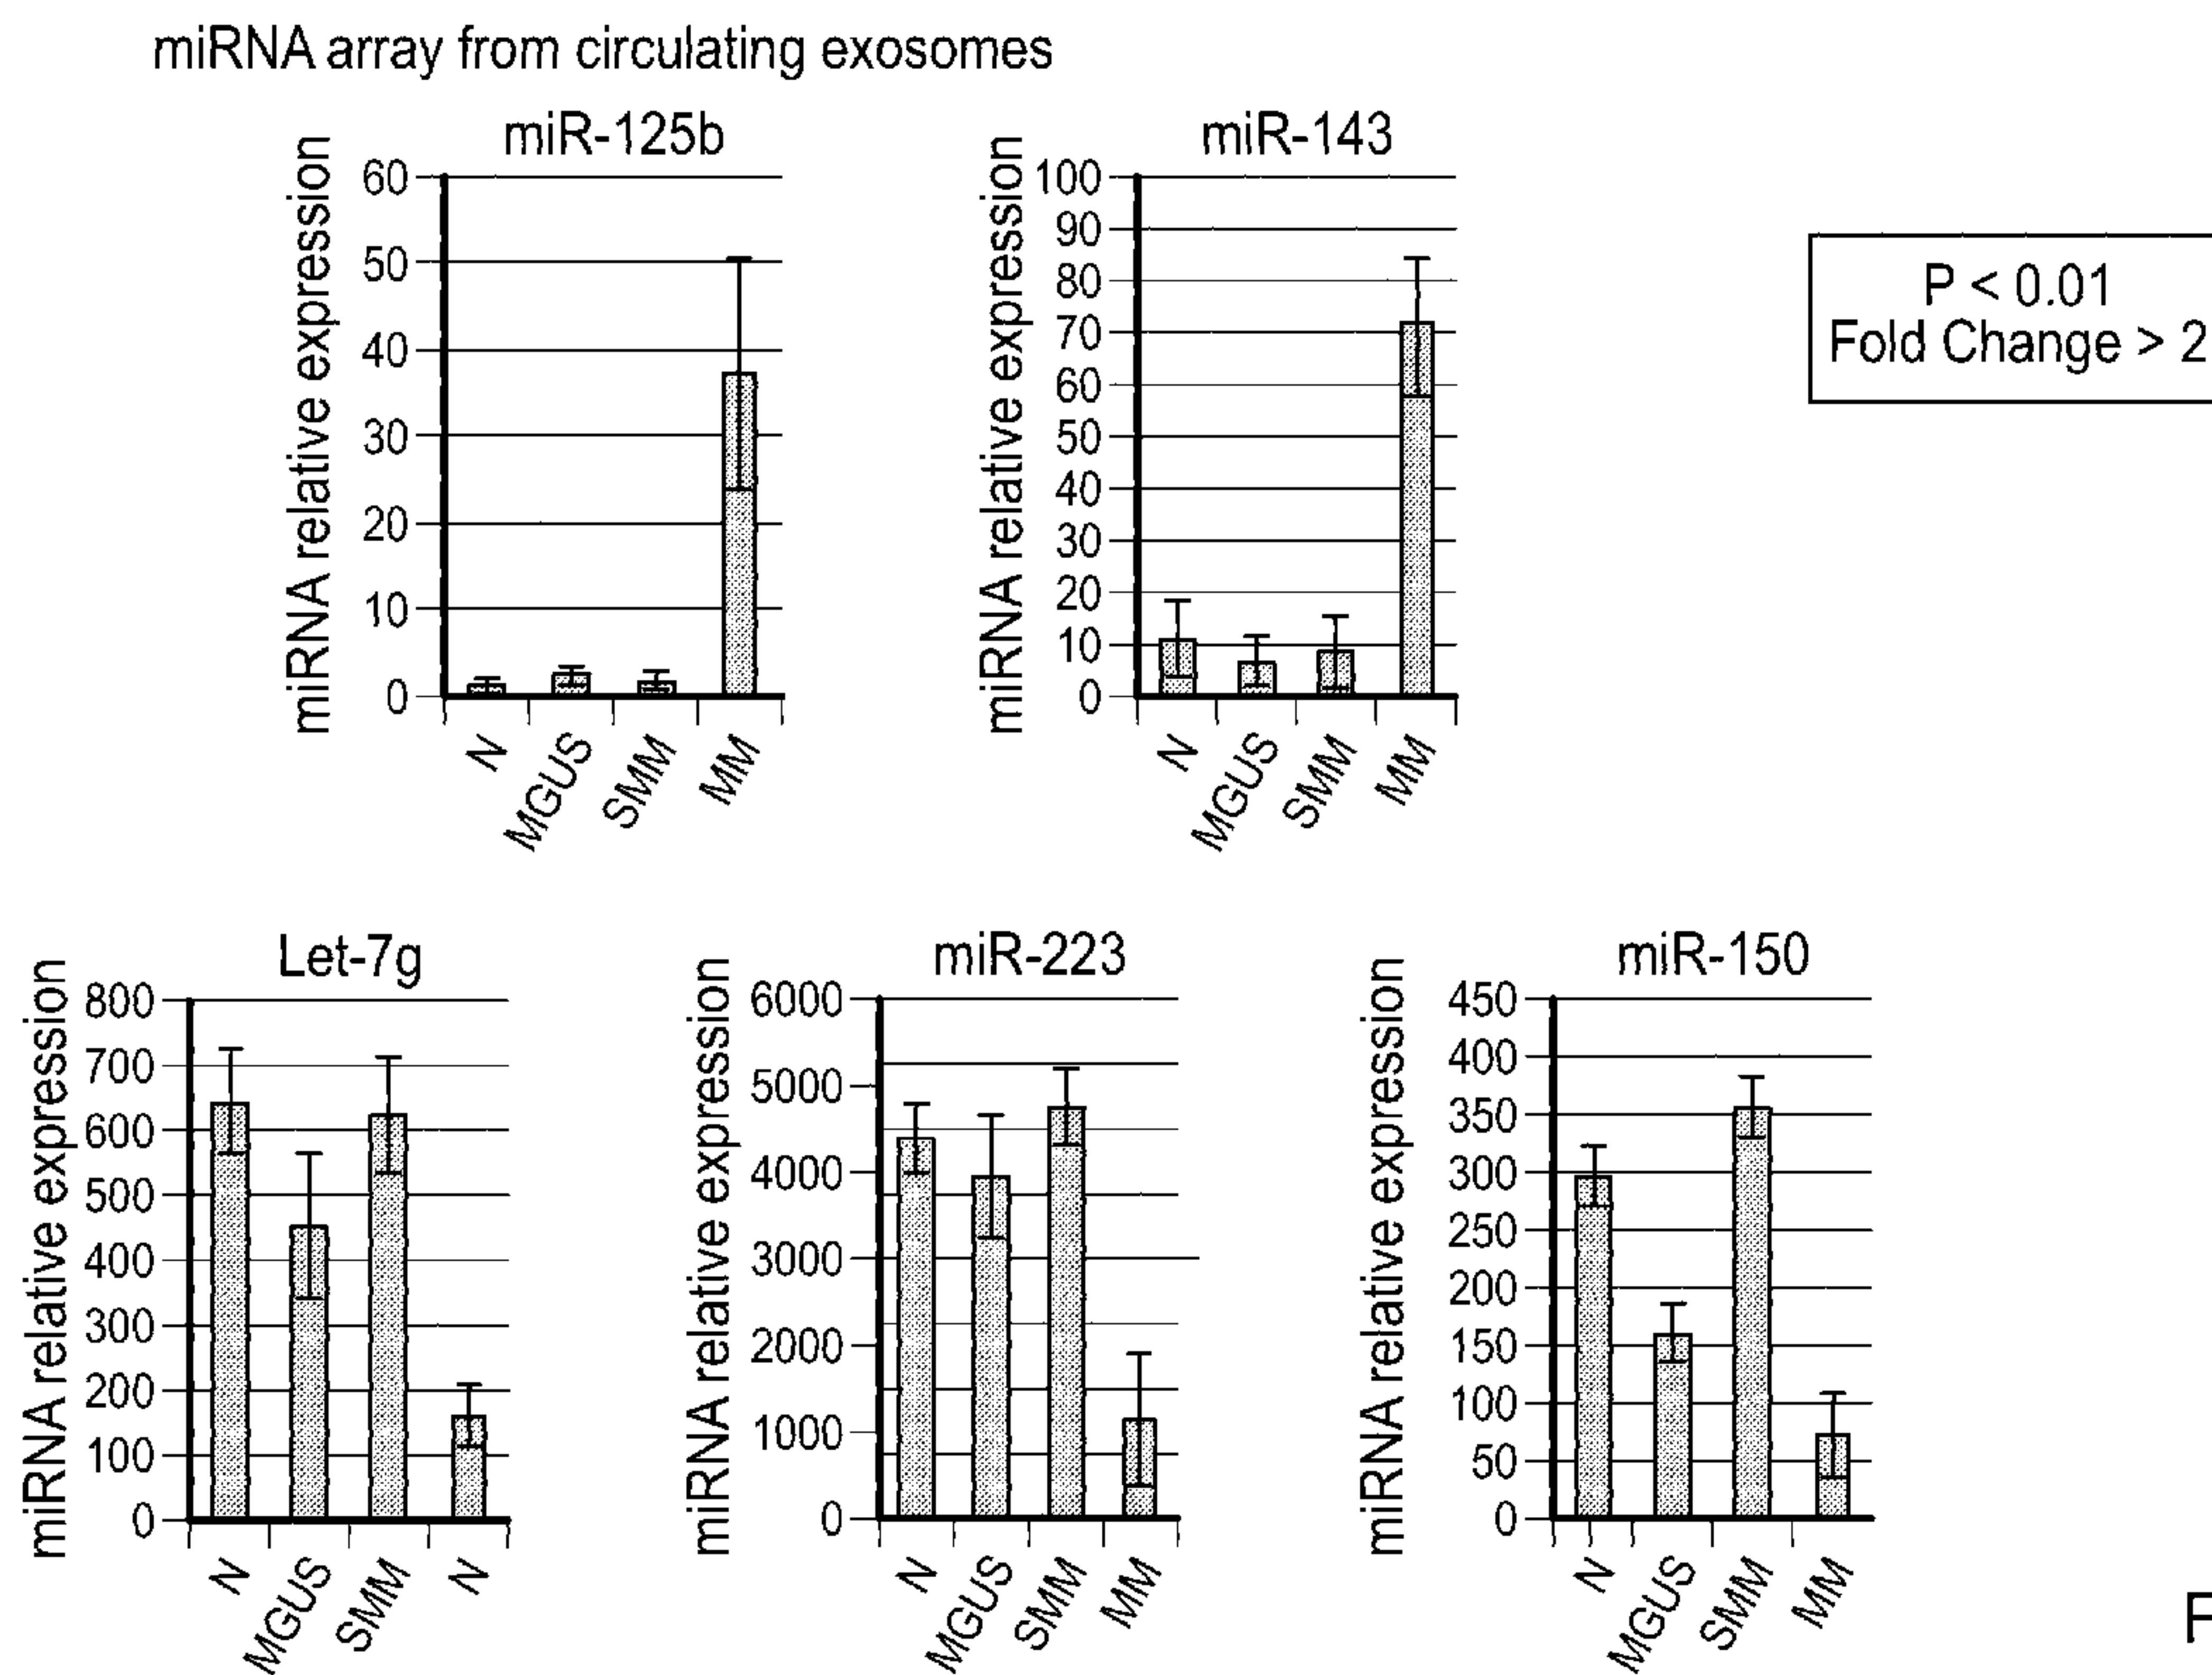 miRNA array from circulating exosomes
miR-125b
miRNA relative expression
60
50
40
30
20
10
0
N
MGUS
SMM
MM
miR-143
miRNA relative expression
100
90
80
70
60
50
40
30
20
10
0
N
MGUS
SMM
MM
P < 0.01
Fold Change > 2
Let-7g
miRNA relative expression
800
700
600
500
400
300
200
100
0
N
MGUS
SMM
N
miR-223
miRNA relative expression
6000
5000
4000
3000
2000
1000
0
N
MGUS
SMM
MM
miR-150
miRNA relative expression
450
400
350
300
250
200
150
100
50
0
N
MGUS
SMM
MM